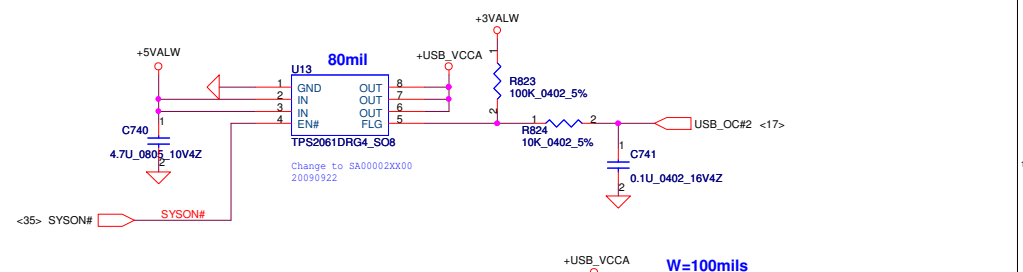 +3VALW
+5VALW
+USB_VCCA
80mil
U13
1 GND OUT 8
2 IN OUT 7
3 IN OUT 6
4 EN# FLG 5
TPS2061DRG4_SO8
Change to SA00002XX00
20090922
1
R823
100K_0402_5%
2
1 2
R824
10K_0402_5%
USB_OC#2 <17>
C740
1
4.7U_0805_10V4Z
2
1
C741
0.1U_0402_16V4Z
2
<35> SYSON#
SYSON#
+USB_VCCA
W=100mils